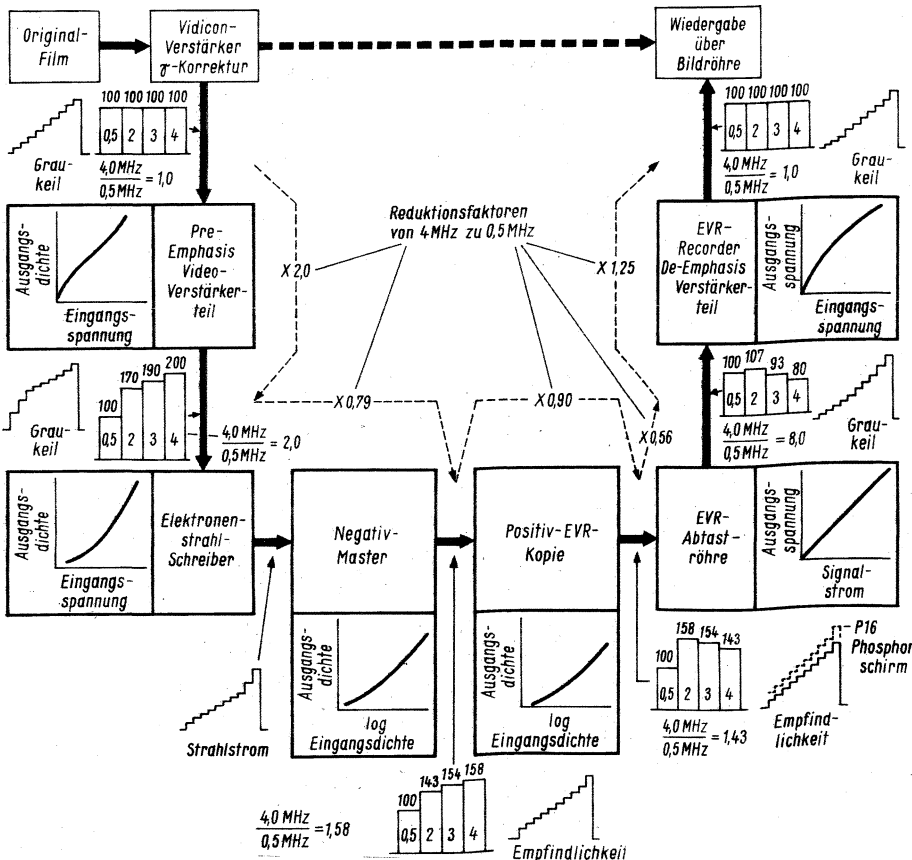 Original-
Film
Vidicon-
Verstärker
γ-Korrektur
Wiedergabe
über
Bildröhre
100 100 100 100
0,5 2 3 4
Grau-
keil
4,0 MHz
0,5 MHz = 1,0
100 100 100 100
0,5 2 3 4
4,0 MHz
0,5 MHz = 1,0
Grau-
keil
Reduktionsfaktoren
von 4 MHz zu 0,5 MHz
X 2,0
X 1,25
Ausgangs-
dichte
Eingangs-
spannung
Pre-
Emphasis
Video-
Verstärker-
teil
EVR-
Recorder
De-Emphasis
Verstärker-
teil
Ausgangs-
spannung
Eingangs-
spannung
100 170 190 200
0,5 2 3 4
Grau-
keil
4,0 MHz
0,5 MHz = 2,0
X 0,79
X 0,90
X 0,56
100 107 93 80
0,5 2 3 4
4,0 MHz
0,5 MHz = 8,0
Grau-
keil
Ausgangs-
dichte
Eingangs-
spannung
Elektronen-
strahl-
Schreiber
Negativ-
Master
Positiv-EVR-
Kopie
EVR-
Abtast-
röhre
Ausgangs-
spannung
Signal-
strom
Strahlstrom
Ausgangs-
dichte
log
Eingangsdichte
Ausgangs-
dichte
log
Eingangsdichte
100 158 154 143
0,5 2 3 4
4,0 MHz
0,5 MHz = 1,43
P16
Phosphor
schirm
Empfind-
lichkeit
4,0 MHz
0,5 MHz = 1,58
100 143 154 158
0,5 2 3 4
Empfindlichkeit